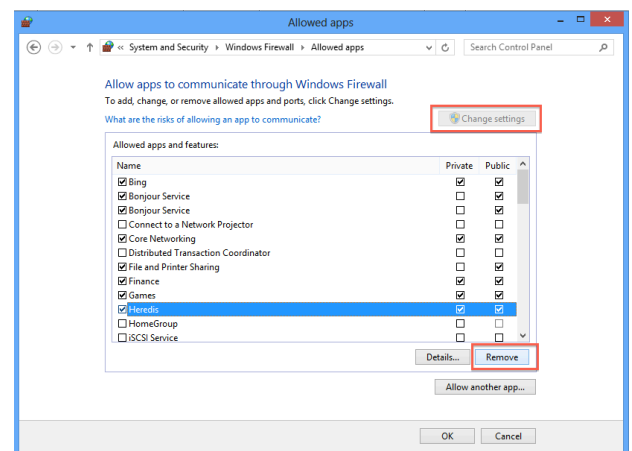 Allowed apps
« System and Security ▸ Windows Firewall ▸ Allowed apps
Search Control Panel
Allow apps to communicate through Windows Firewall
To add, change, or remove allowed apps and ports, click Change settings.
What are the risks of allowing an app to communicate?
Change settings
Allowed apps and features:
Name Private Public
Bing
Bonjour Service
Bonjour Service
Connect to a Network Projector
Core Networking
Distributed Transaction Coordinator
File and Printer Sharing
Finance
Games
Heredis
HomeGroup
iSCSI Service
Details... Remove
Allow another app...
OK Cancel